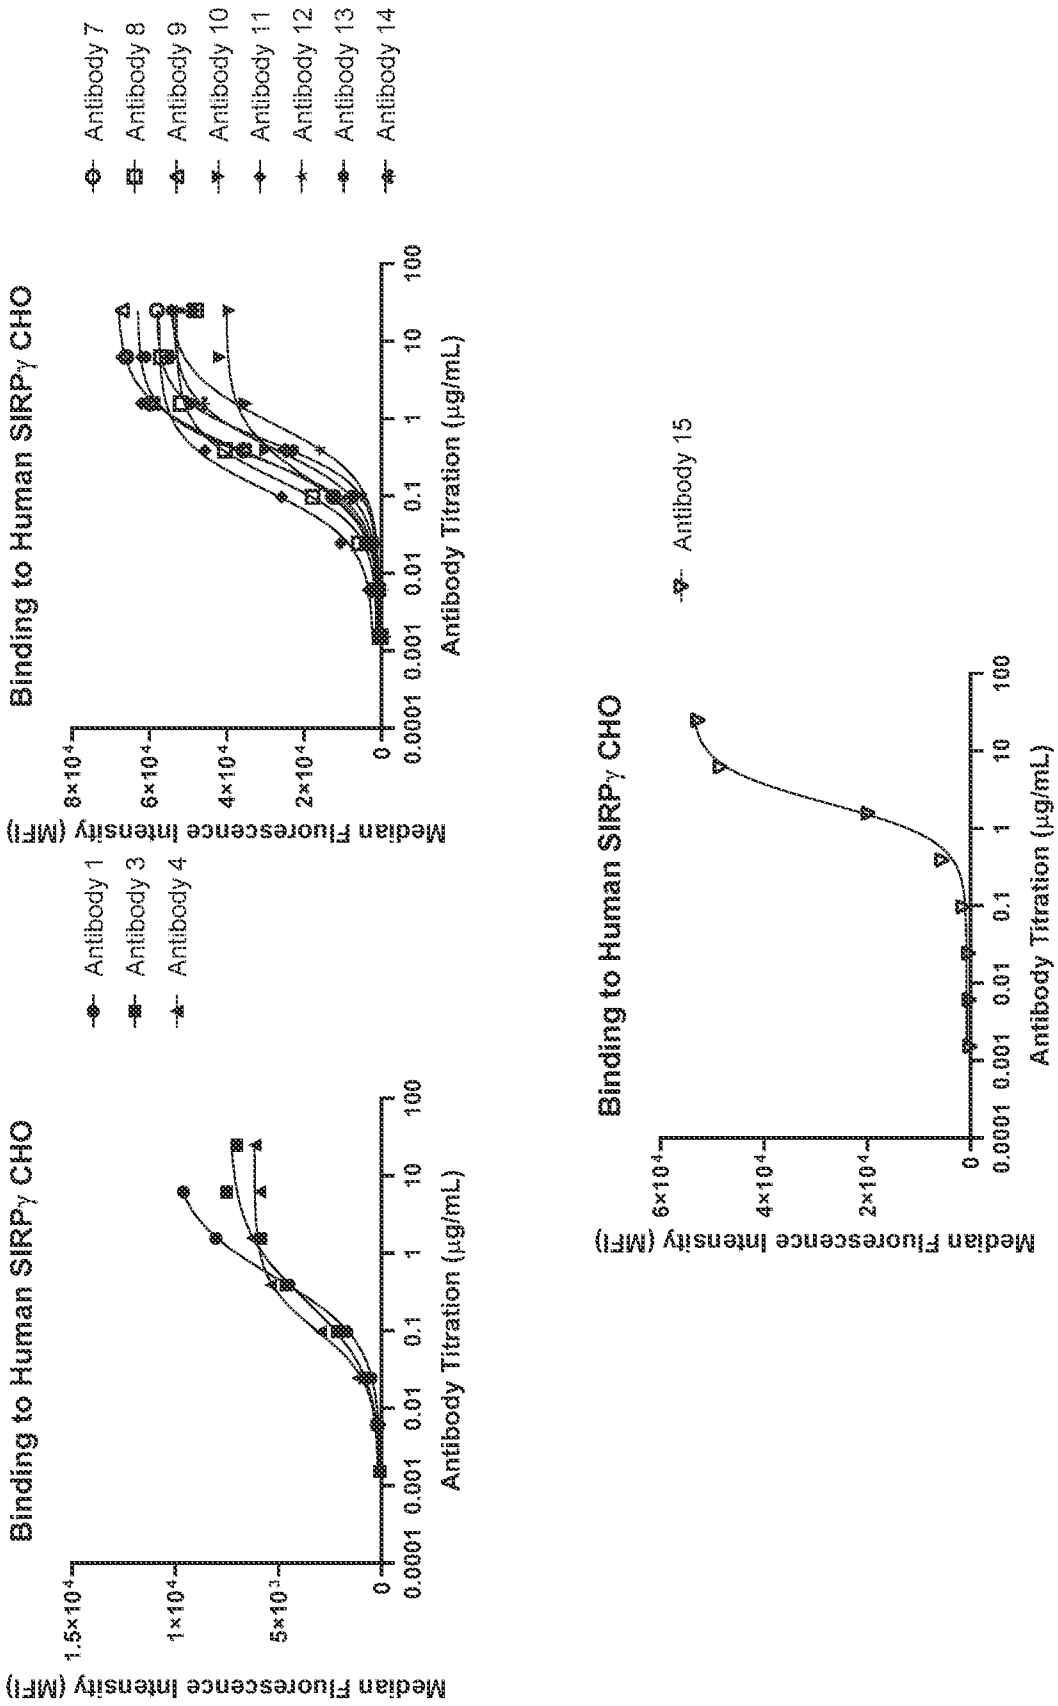 Binding to Human SIRPγ CHO
Median Fluorescence Intensity (MFI)
1.5×10⁴
1×10⁴
5×10³
0
0.0001 0.001 0.01 0.1 1 10 100
Antibody Titration (µg/mL)
Antibody 1
Antibody 3
Antibody 4
Binding to Human SIRPγ CHO
Median Fluorescence Intensity (MFI)
8×10⁴
6×10⁴
4×10⁴
2×10⁴
0
0.0001 0.001 0.01 0.1 1 10 100
Antibody Titration (µg/mL)
Antibody 7
Antibody 8
Antibody 9
Antibody 10
Antibody 11
Antibody 12
Antibody 13
Antibody 14
Binding to Human SIRPγ CHO
Median Fluorescence Intensity (MFI)
6×10⁴
4×10⁴
2×10⁴
0
0.0001 0.001 0.01 0.1 1 10 100
Antibody Titration (µg/mL)
Antibody 15